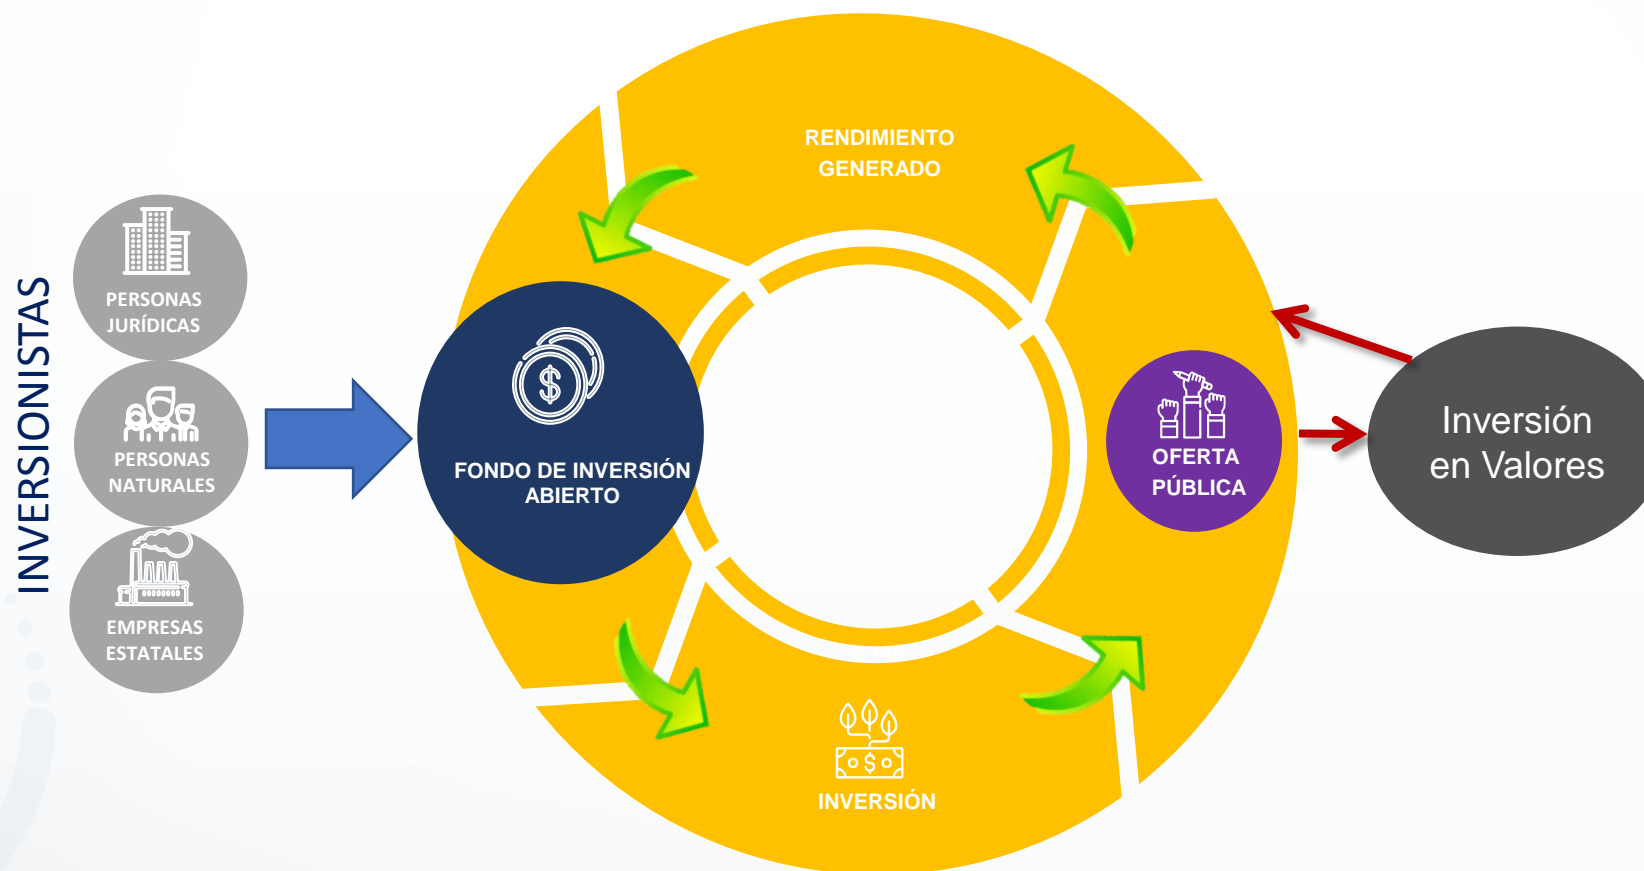 INVERSIONISTAS
PERSONAS
JURÍDICAS
PERSONAS
NATURALES
EMPRESAS
ESTATALES
FONDO DE INVERSIÓN
ABIERTO
RENDIMIENTO
GENERADO
INVERSIÓN
OFERTA
PÚBLICA
Inversión
en Valores